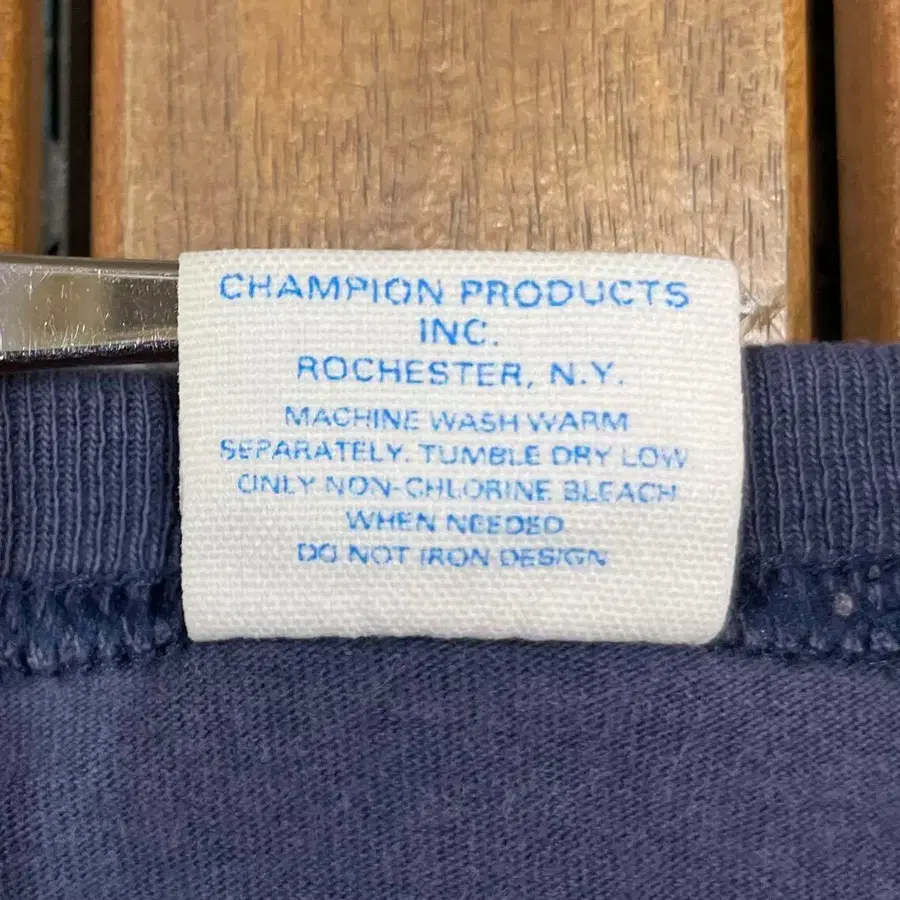 CHAMPION PRODUCTS
INC.
ROCHESTER, N.Y.
MACHINE WASH WARM
SEPARATELY. TUMBLE DRY LOW
ONLY NON-CHLORINE BLEACH
WHEN NEEDED
DO NOT IRON DESIGN